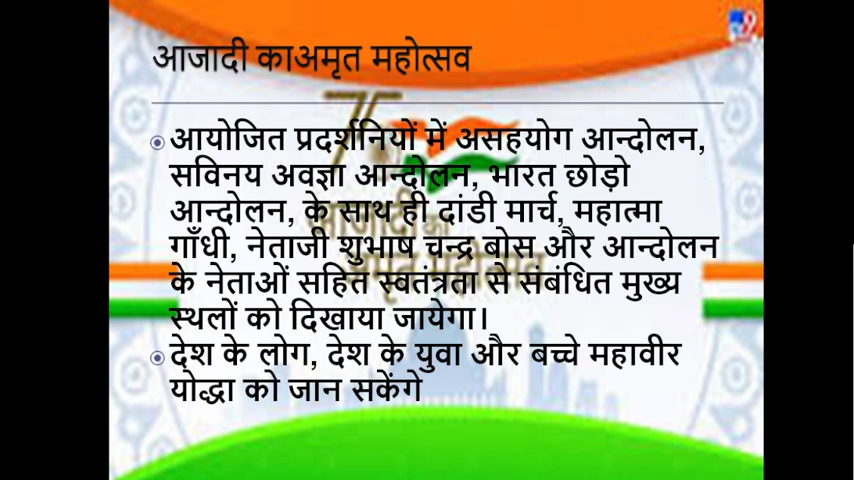 आजादी काअमृत महोत्सव
आयोजित प्रदर्शनियों में असहयोग आन्दोलन,
सविनय अवज्ञा आन्दोलन, भारत छोड़ो
आन्दोलन, के साथ ही दांडी मार्च, महात्मा
गाँधी, नेताजी शुभाष चन्द्र बोस और आन्दोलन
के नेताओं सहित स्वतंत्रता से संबंधित मुख्य
स्थलों को दिखाया जायेगा।
देश के लोग, देश के युवा और बच्चे महावीर
योद्धा को जान सकेंगे